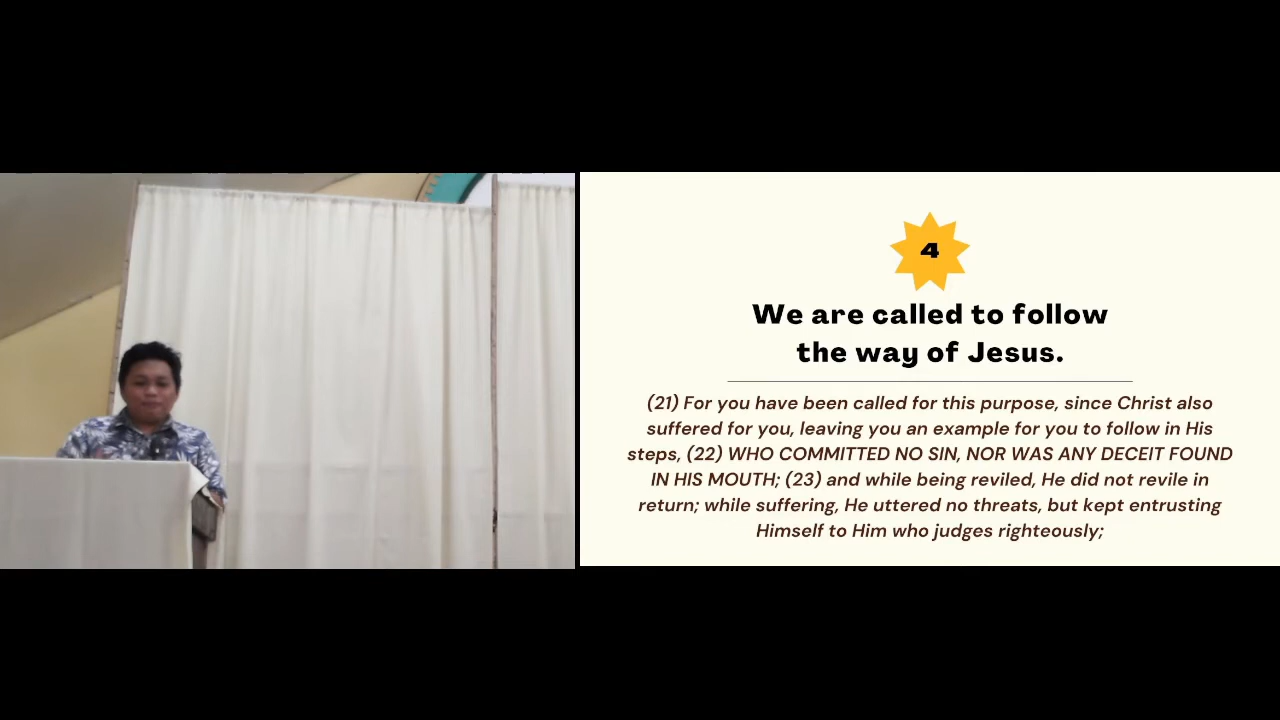 4
We are called to follow
the way of Jesus.
(21) For you have been called for this purpose, since Christ also
suffered for you, leaving you an example for you to follow in His
steps, (22) WHO COMMITTED NO SIN, NOR WAS ANY DECEIT FOUND
IN HIS MOUTH; (23) and while being reviled, He did not revile in
return; while suffering, He uttered no threats, but kept entrusting
Himself to Him who judges righteously;